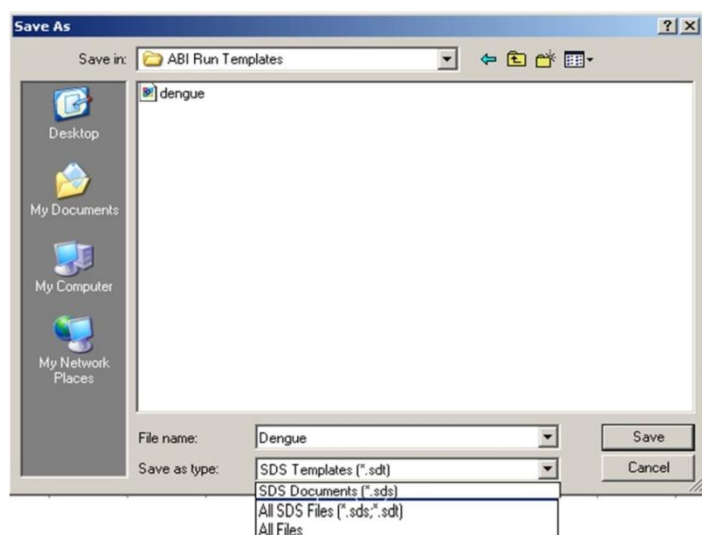 Save As
Save in:
ABI Run Templates
dengue
Desktop
My Documents
My Computer
My Network
Places
File name:
Dengue
Save
Save as type:
SDS Templates (*.sdt)
Cancel
SDS Documents (*.sds)
All SDS Files (*.sds;*.sdt)
All Files